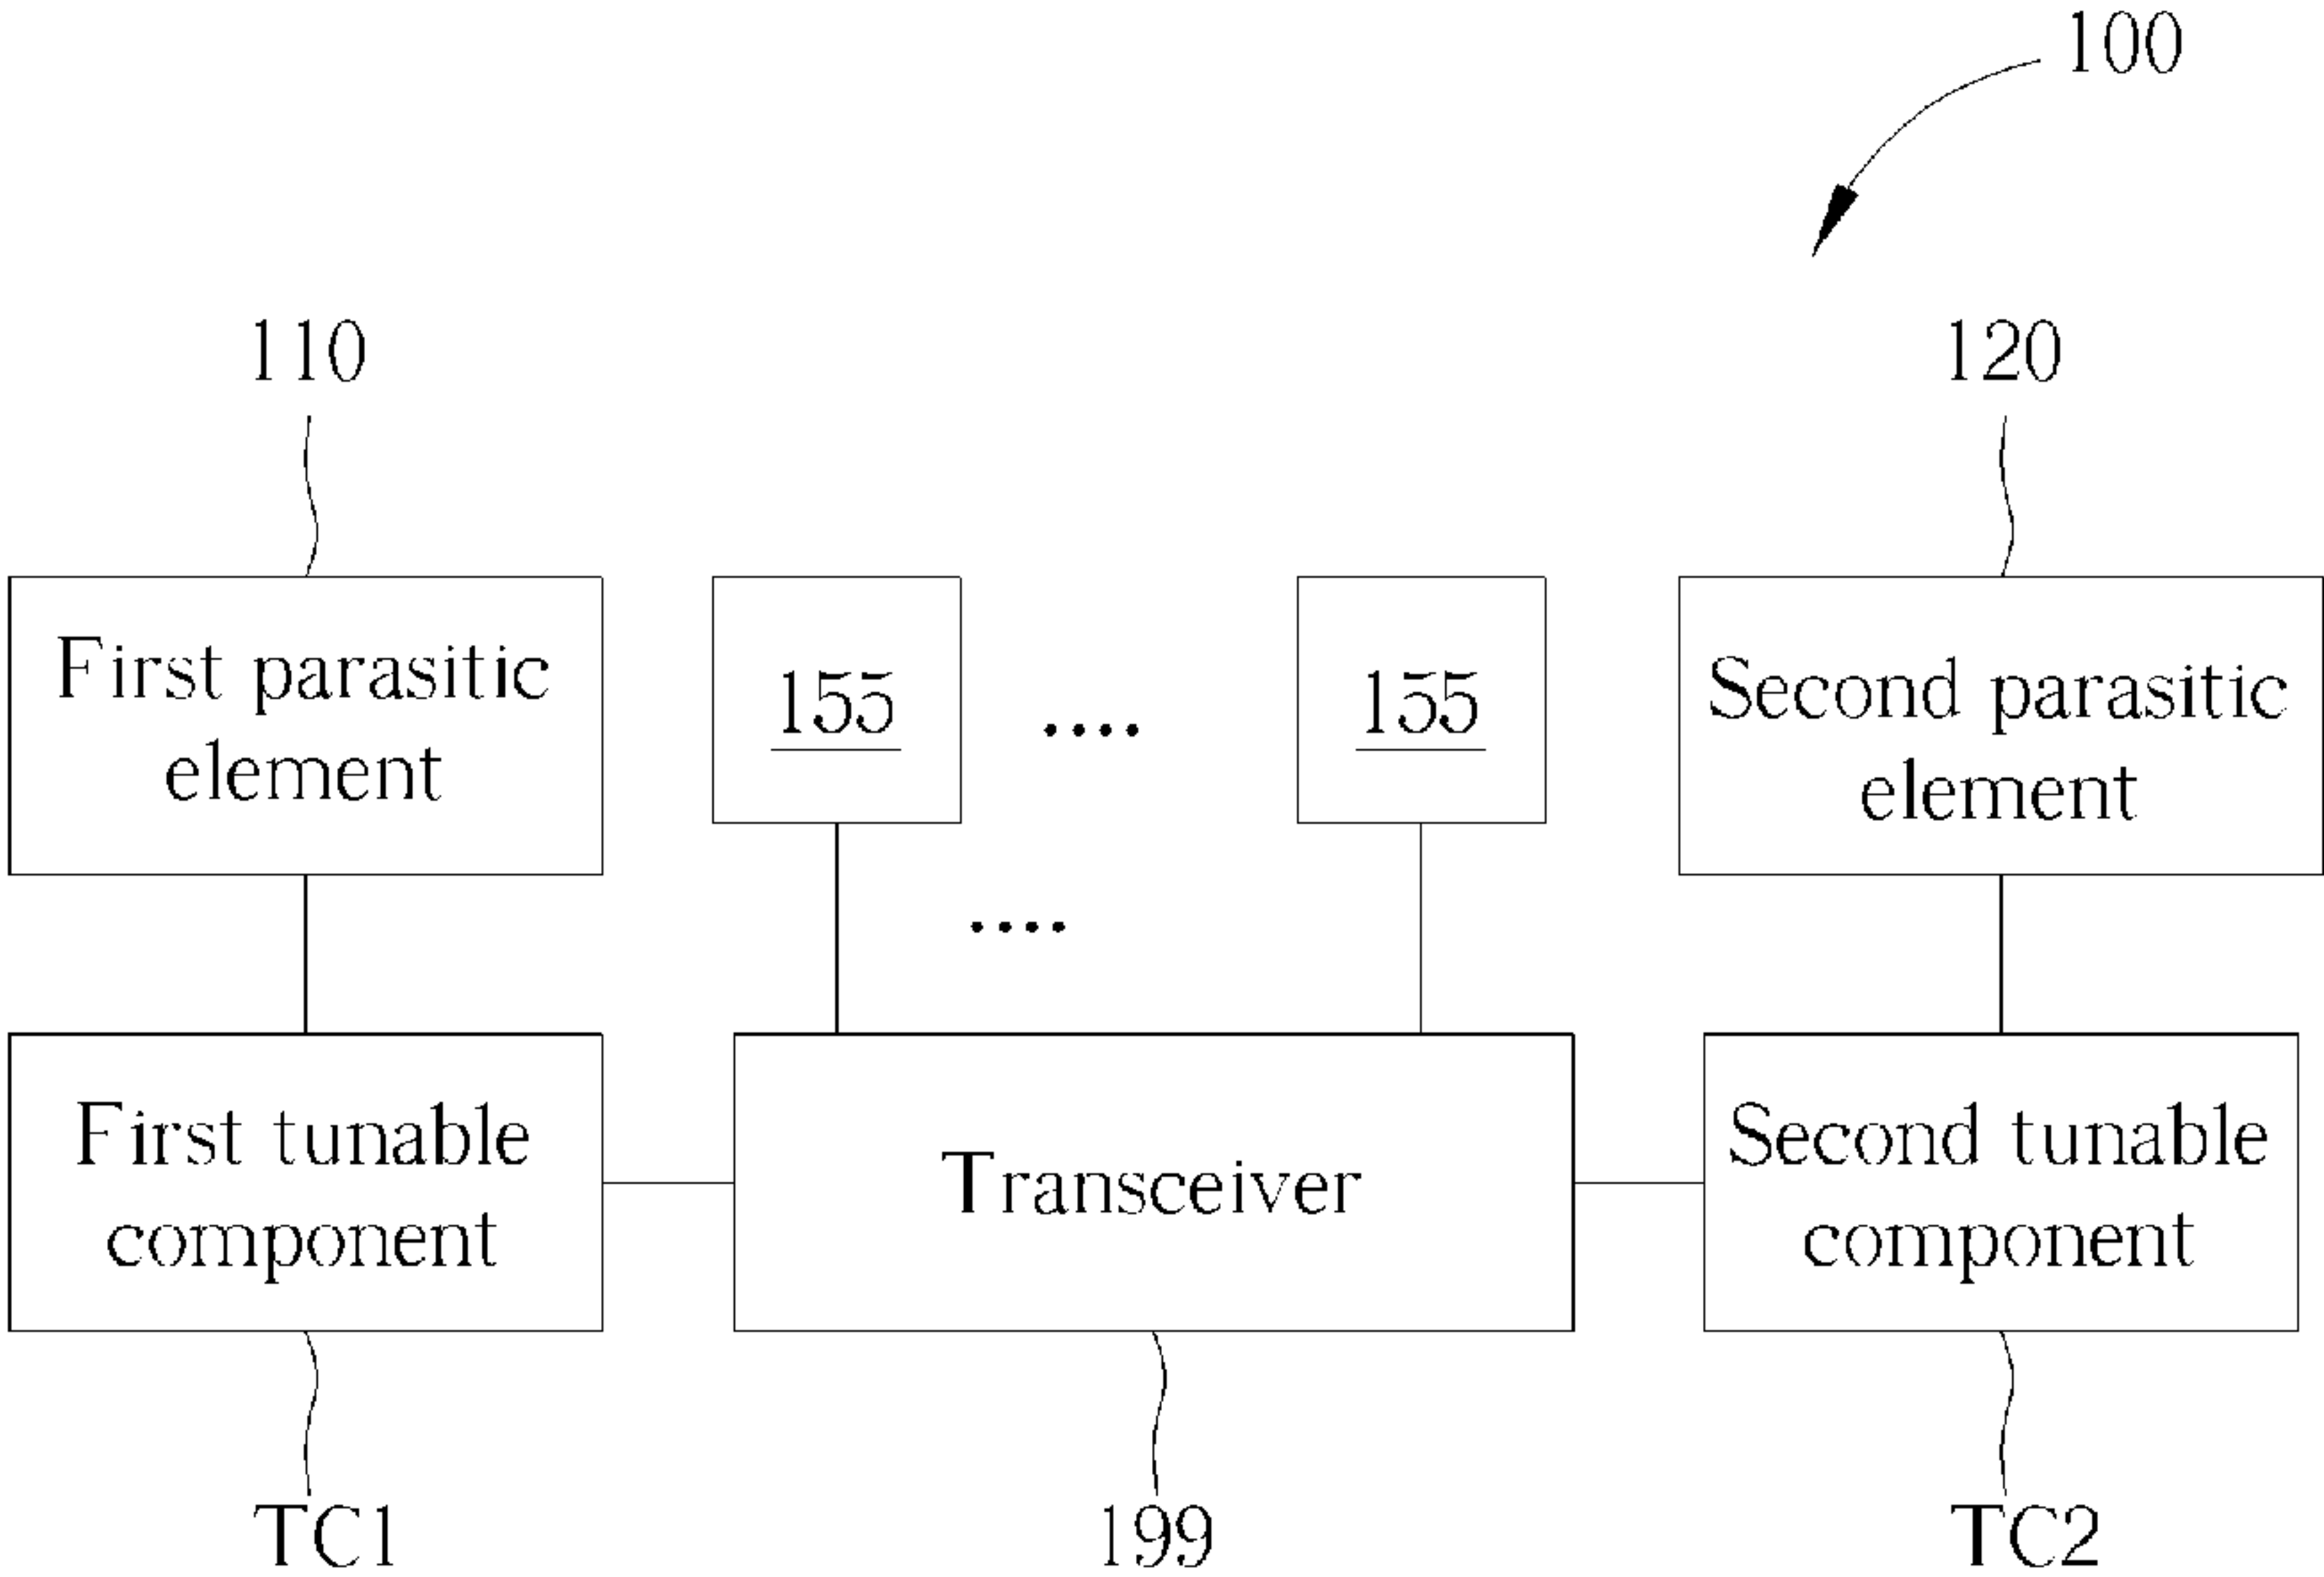 100
110
120
First parasitic
element
155
....
155
Second parasitic
element
....
First tunable
component
Transceiver
Second tunable
component
TC1
199
TC2